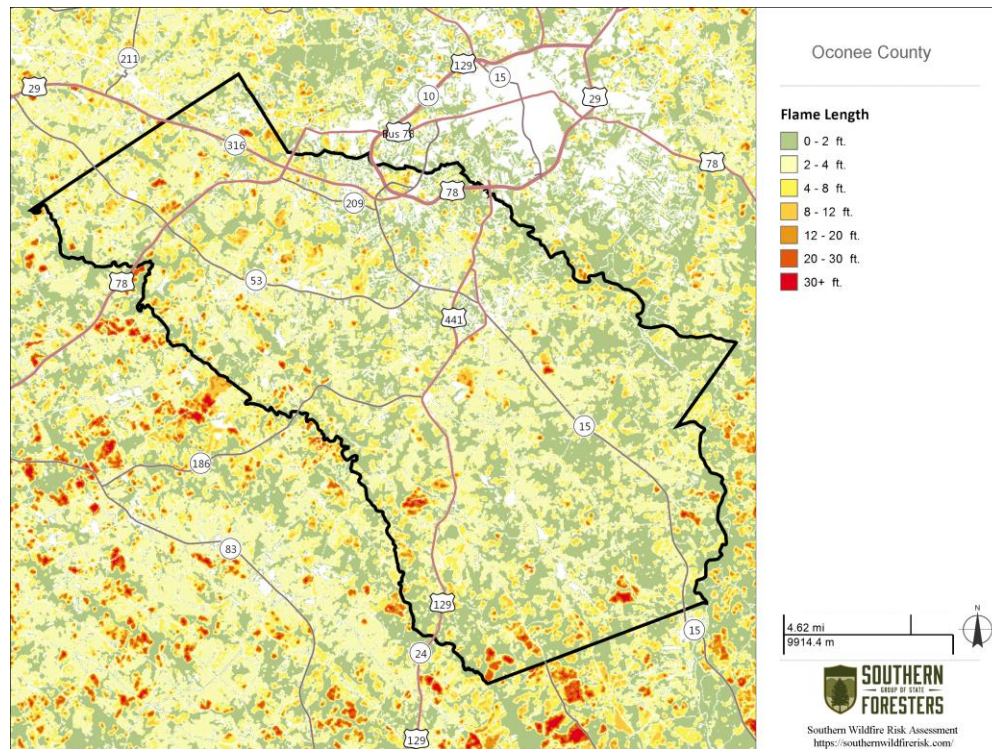 211
129
15
29
10
29
Bus 78
316
78
209
78
78
53
441
15
186
83
129
15
24
129
Oconee County
Flame Length
0 - 2 ft.
2 - 4 ft.
4 - 8 ft.
8 - 12 ft.
12 - 20 ft.
20 - 30 ft.
30+ ft.
N
4.62 mi
9914.4 m
SOUTHERN
GROUP OF STATE
FORESTERS
Southern Wildfire Risk Assessment
https://southernwildfirerisk.com/